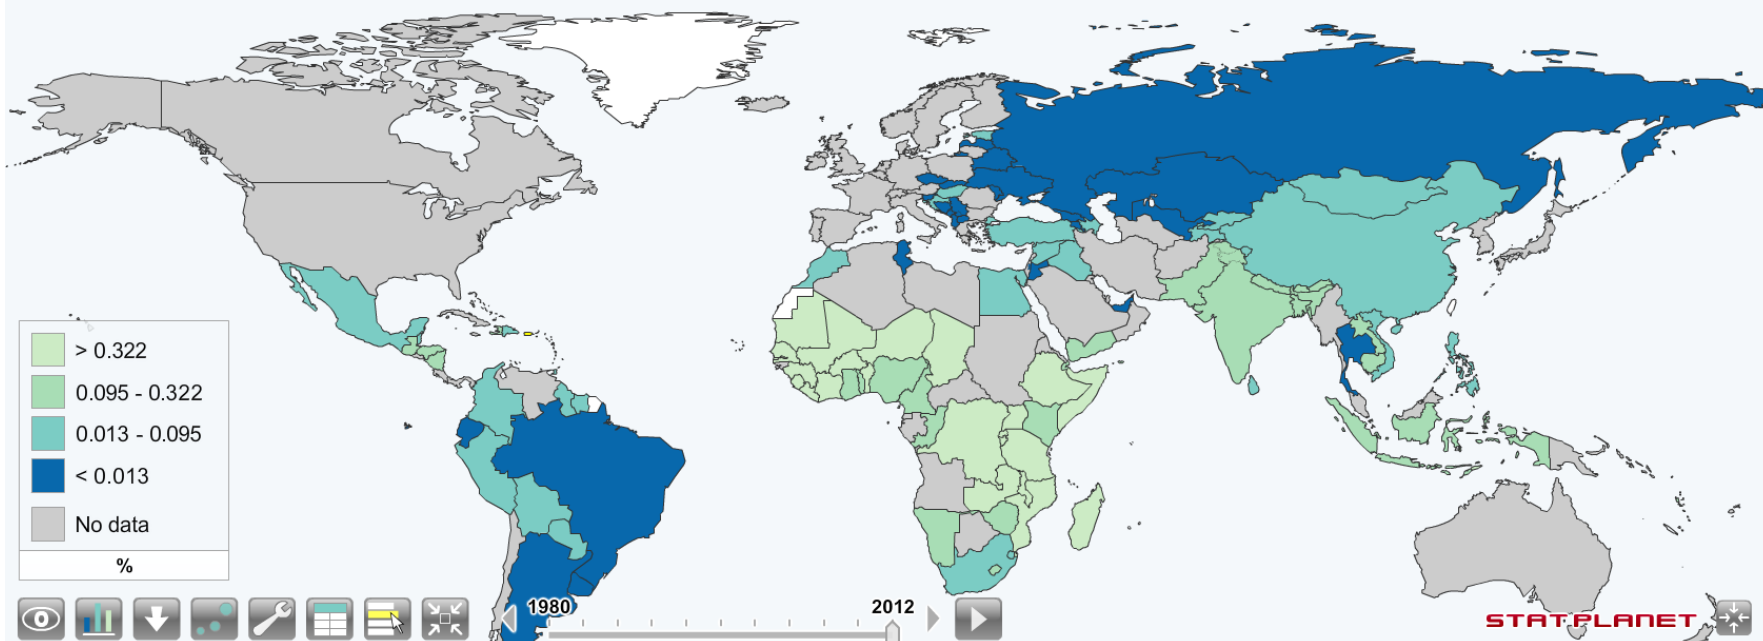 > 0.322
0.095 - 0.322
0.013 - 0.095
< 0.013
No data
%
1980
2012
STATPLANET